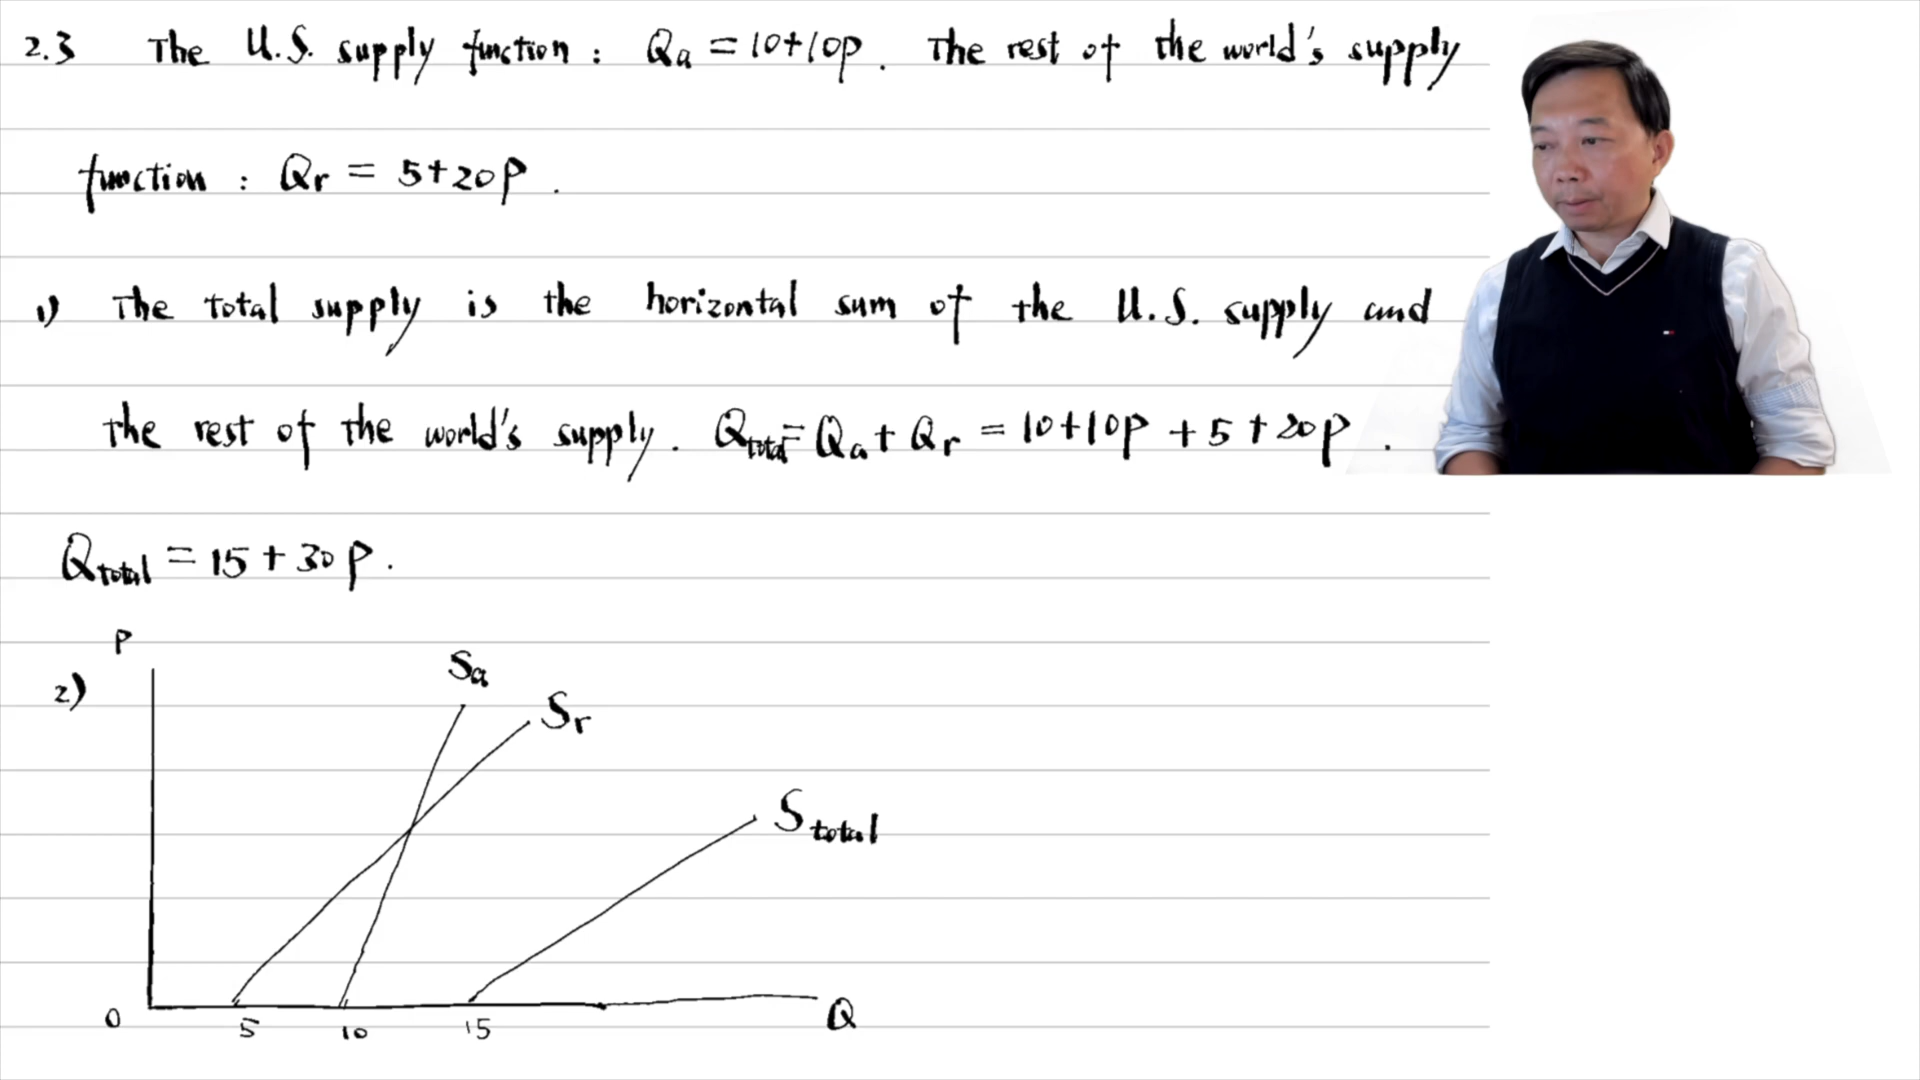 2.3 The U.S. supply function : Qa = 10+10p. The rest of the world's supply
function : Qr = 5+20p.
1) The total supply is the horizontal sum of the U.S. supply and
the rest of the world's supply. Qtotal = Qa + Qr = 10+10p + 5 + 20p.
Qtotal = 15 + 30p.
P
2)
Sa
Sr
Stotal
0
5
10
15
Q